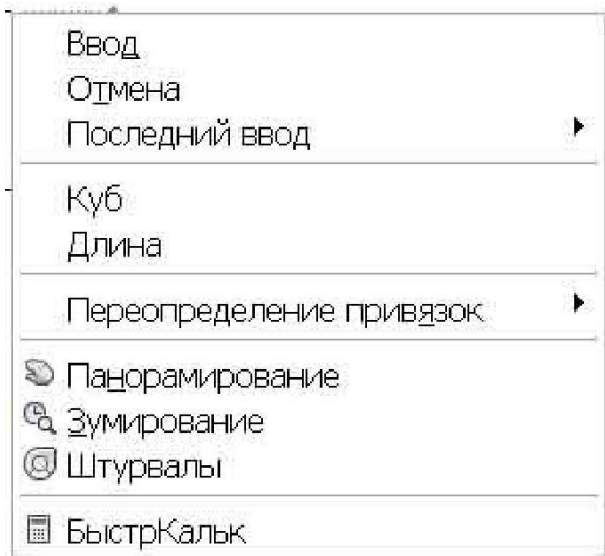 Ввод
Отмена
Последний ввод
Куб
Длина
Переопределение привязок
Панорамирование
Зумирование
Штурвалы
БыстрКальк